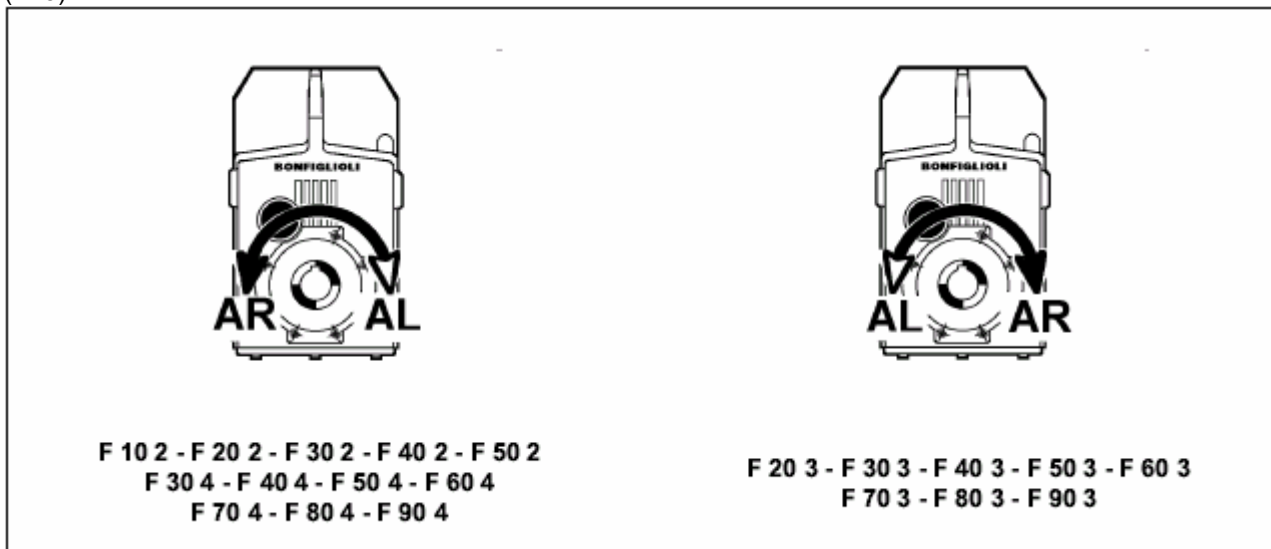 BONFIGLIOLI
AR AL
F 10 2 - F 20 2 - F 30 2 - F 40 2 - F 50 2
F 30 4 - F 40 4 - F 50 4 - F 60 4
F 70 4 - F 80 4 - F 90 4
BONFIGLIOLI
AL AR
F 20 3 - F 30 3 - F 40 3 - F 50 3 - F 60 3
F 70 3 - F 80 3 - F 90 3